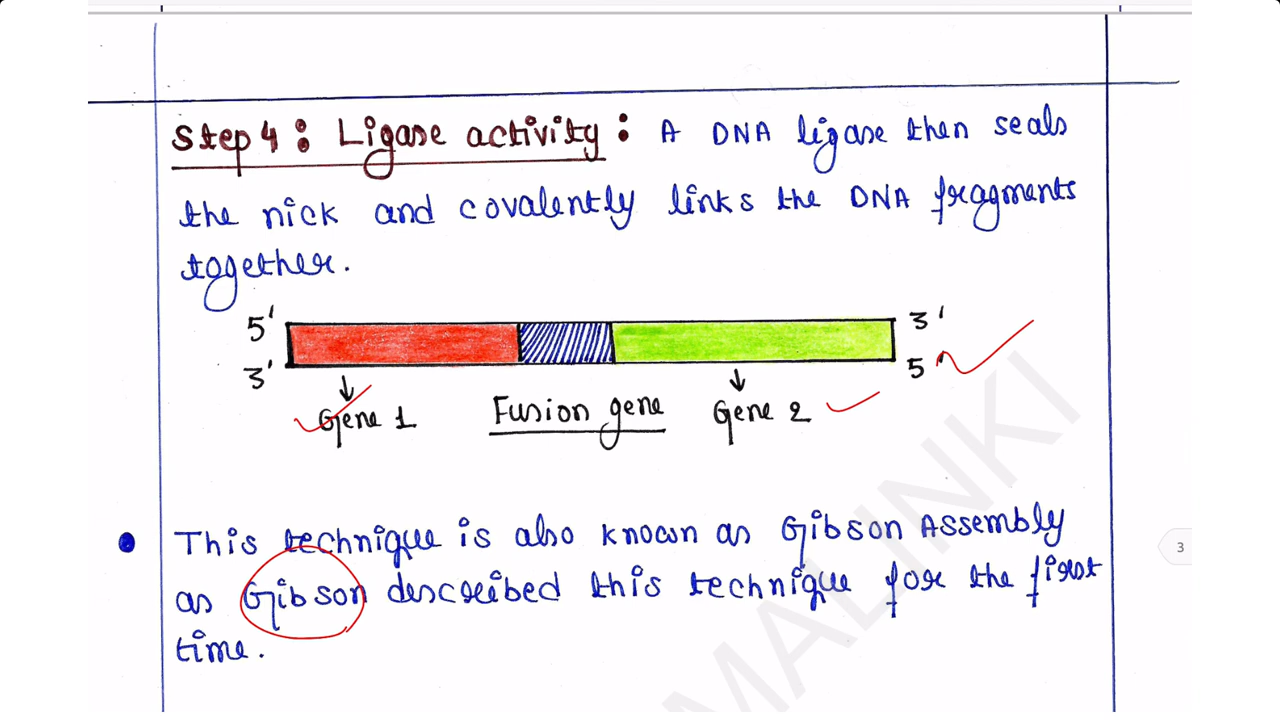 Step 4 : Ligase activity : A DNA ligase then seals
the nick and covalently links the DNA fragments
together.
5' 3'
3' 5'
Gene 1 Fusion gene Gene 2
• This technique is also known as Gibson Assembly
as Gibson described this technique for the first
time.
3
MALINKI